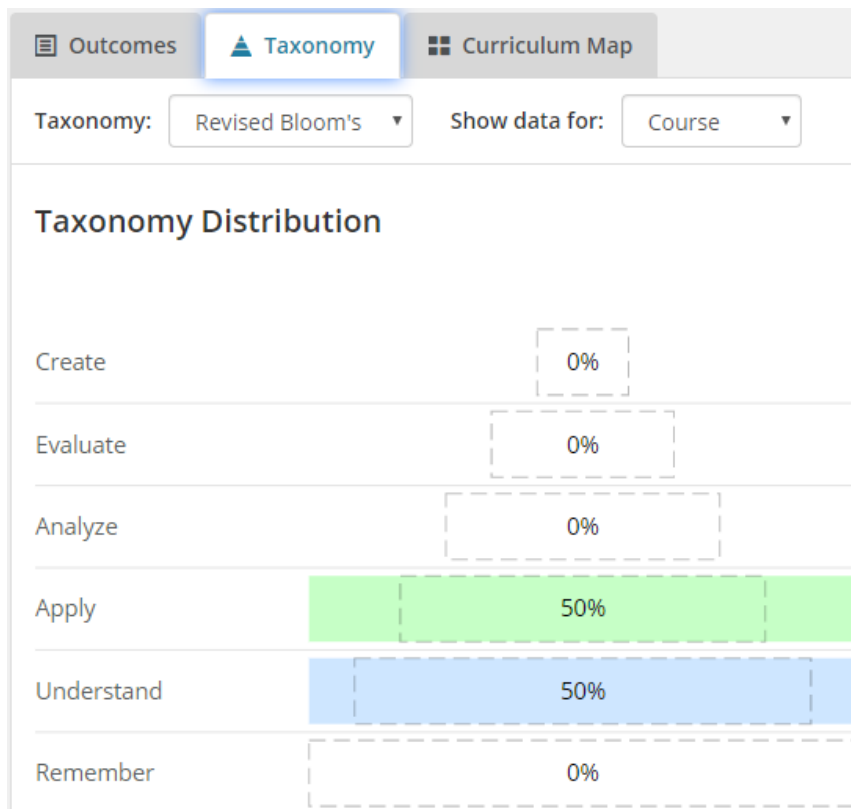 Outcomes Taxonomy Curriculum Map
Taxonomy: Revised Bloom's Show data for: Course
Taxonomy Distribution
Create 0%
Evaluate 0%
Analyze 0%
Apply 50%
Understand 50%
Remember 0%